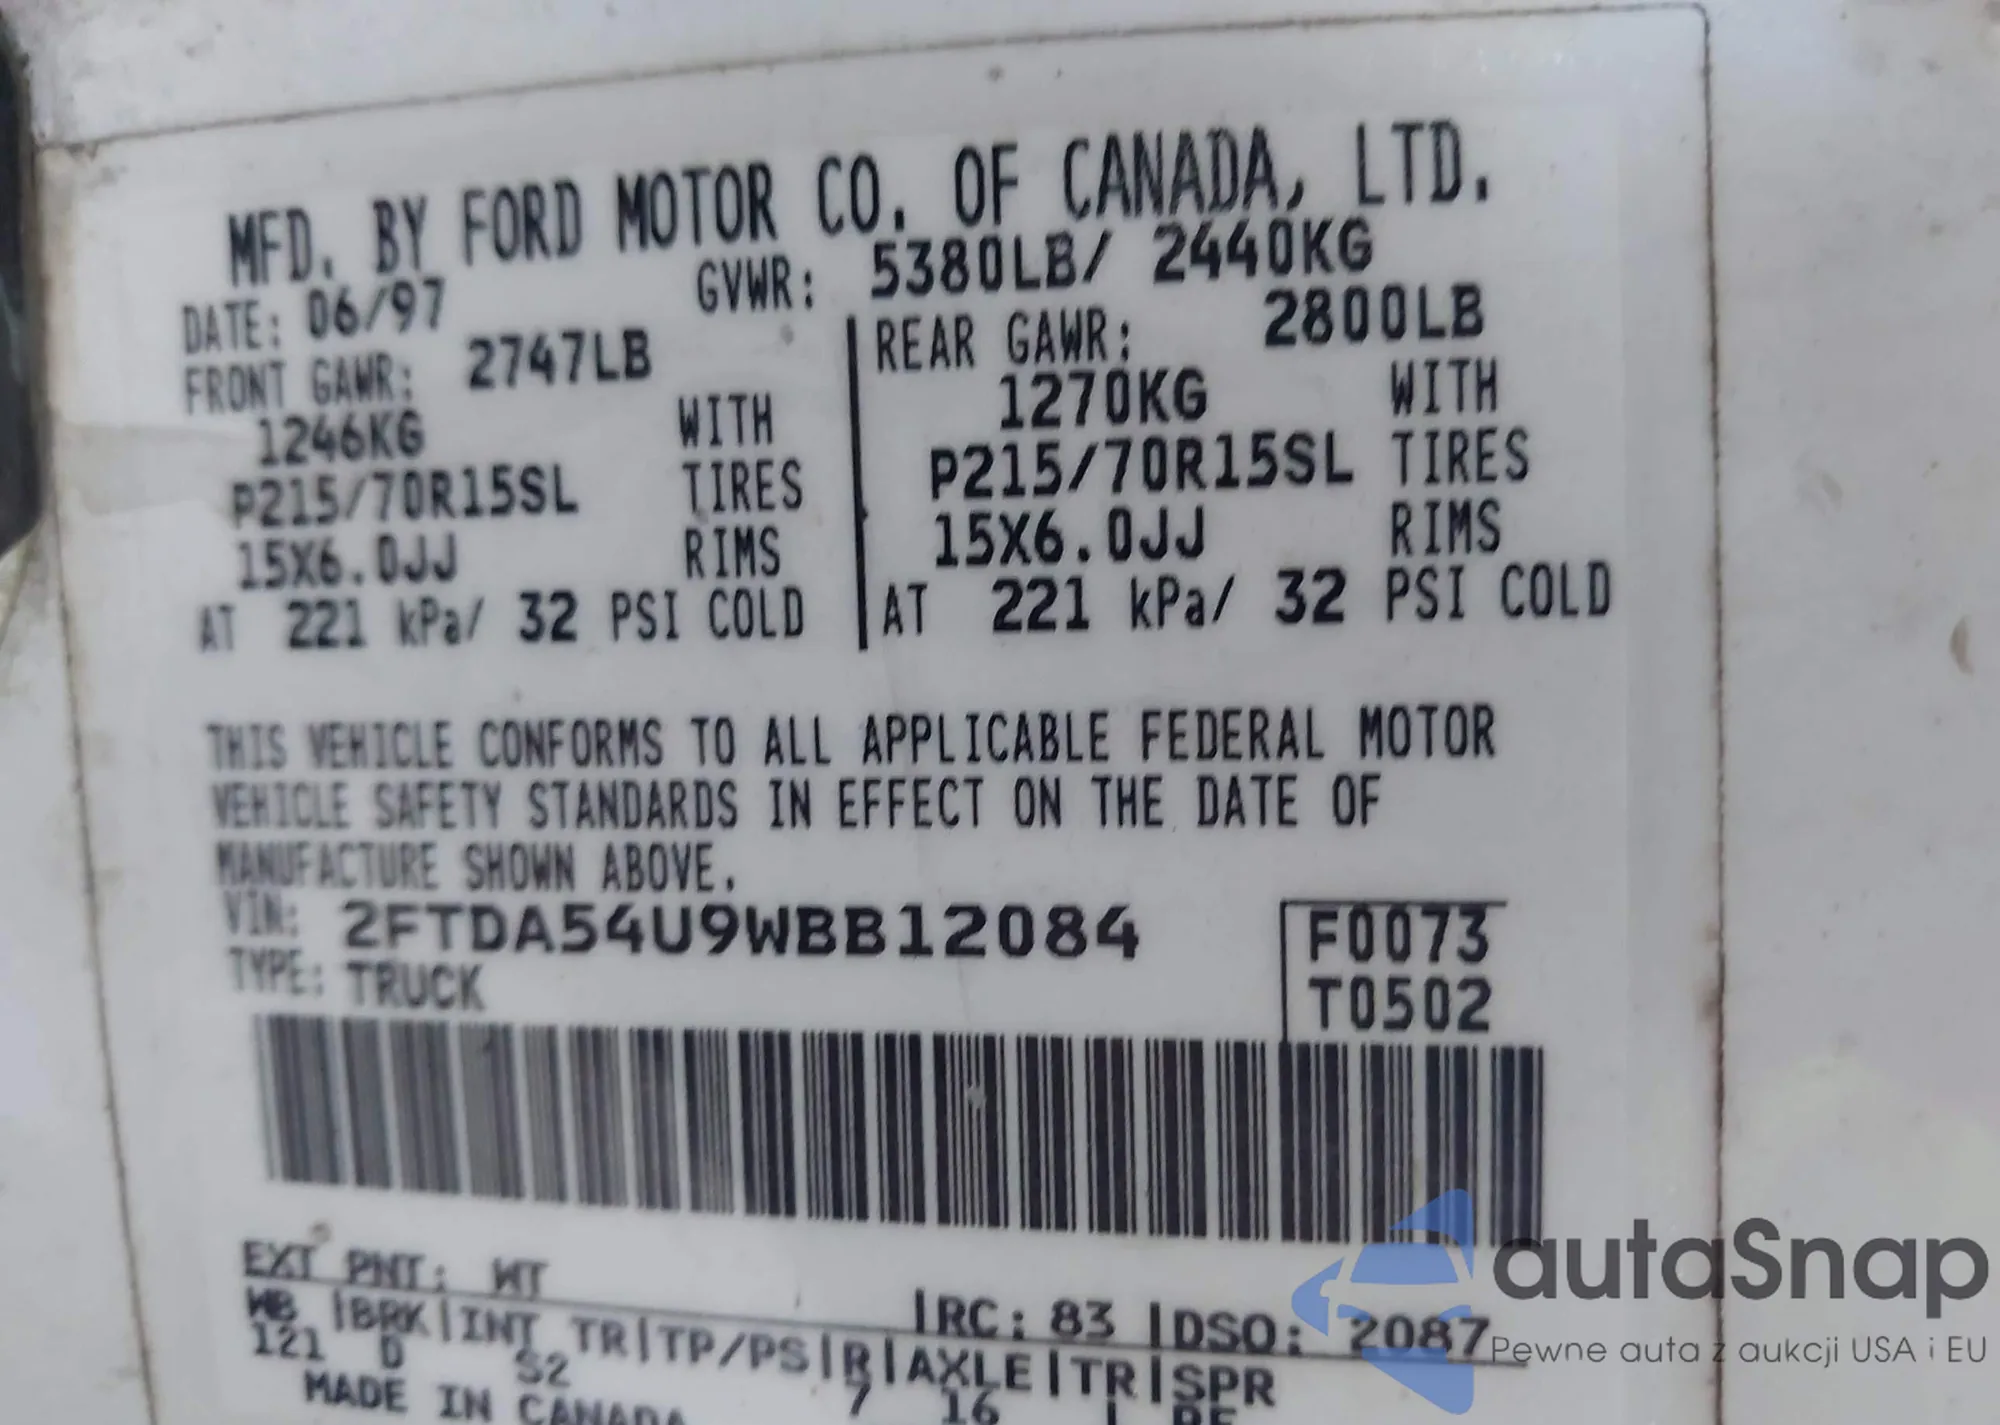 MFD. BY FORD MOTOR CO. OF CANADA, LTD.
DATE: 06/97 GVWR: 5380LB/ 2440KG
FRONT GAWR: 2747LB REAR GAWR: 2800LB
1246KG WITH 1270KG WITH
P215/70R15SL TIRES P215/70R15SL TIRES
15X6.0JJ RIMS 15X6.0JJ RIMS
AT 221 kPa/ 32 PSI COLD AT 221 kPa/ 32 PSI COLD
THIS VEHICLE CONFORMS TO ALL APPLICABLE FEDERAL MOTOR
VEHICLE SAFETY STANDARDS IN EFFECT ON THE DATE OF
MANUFACTURE SHOWN ABOVE.
VIN: 2FTDA54U9WBB12084 F0073
TYPE: TRUCK T0502
EXT PNT: WT |RC: 83 |DSO: 2087
WB |BRK|INT TR|TP/PS|R|AXLE|TR|SPR
121 D S2 7 16
MADE IN CANADA
autoSnap
Pewne auta z aukcji USA i EU